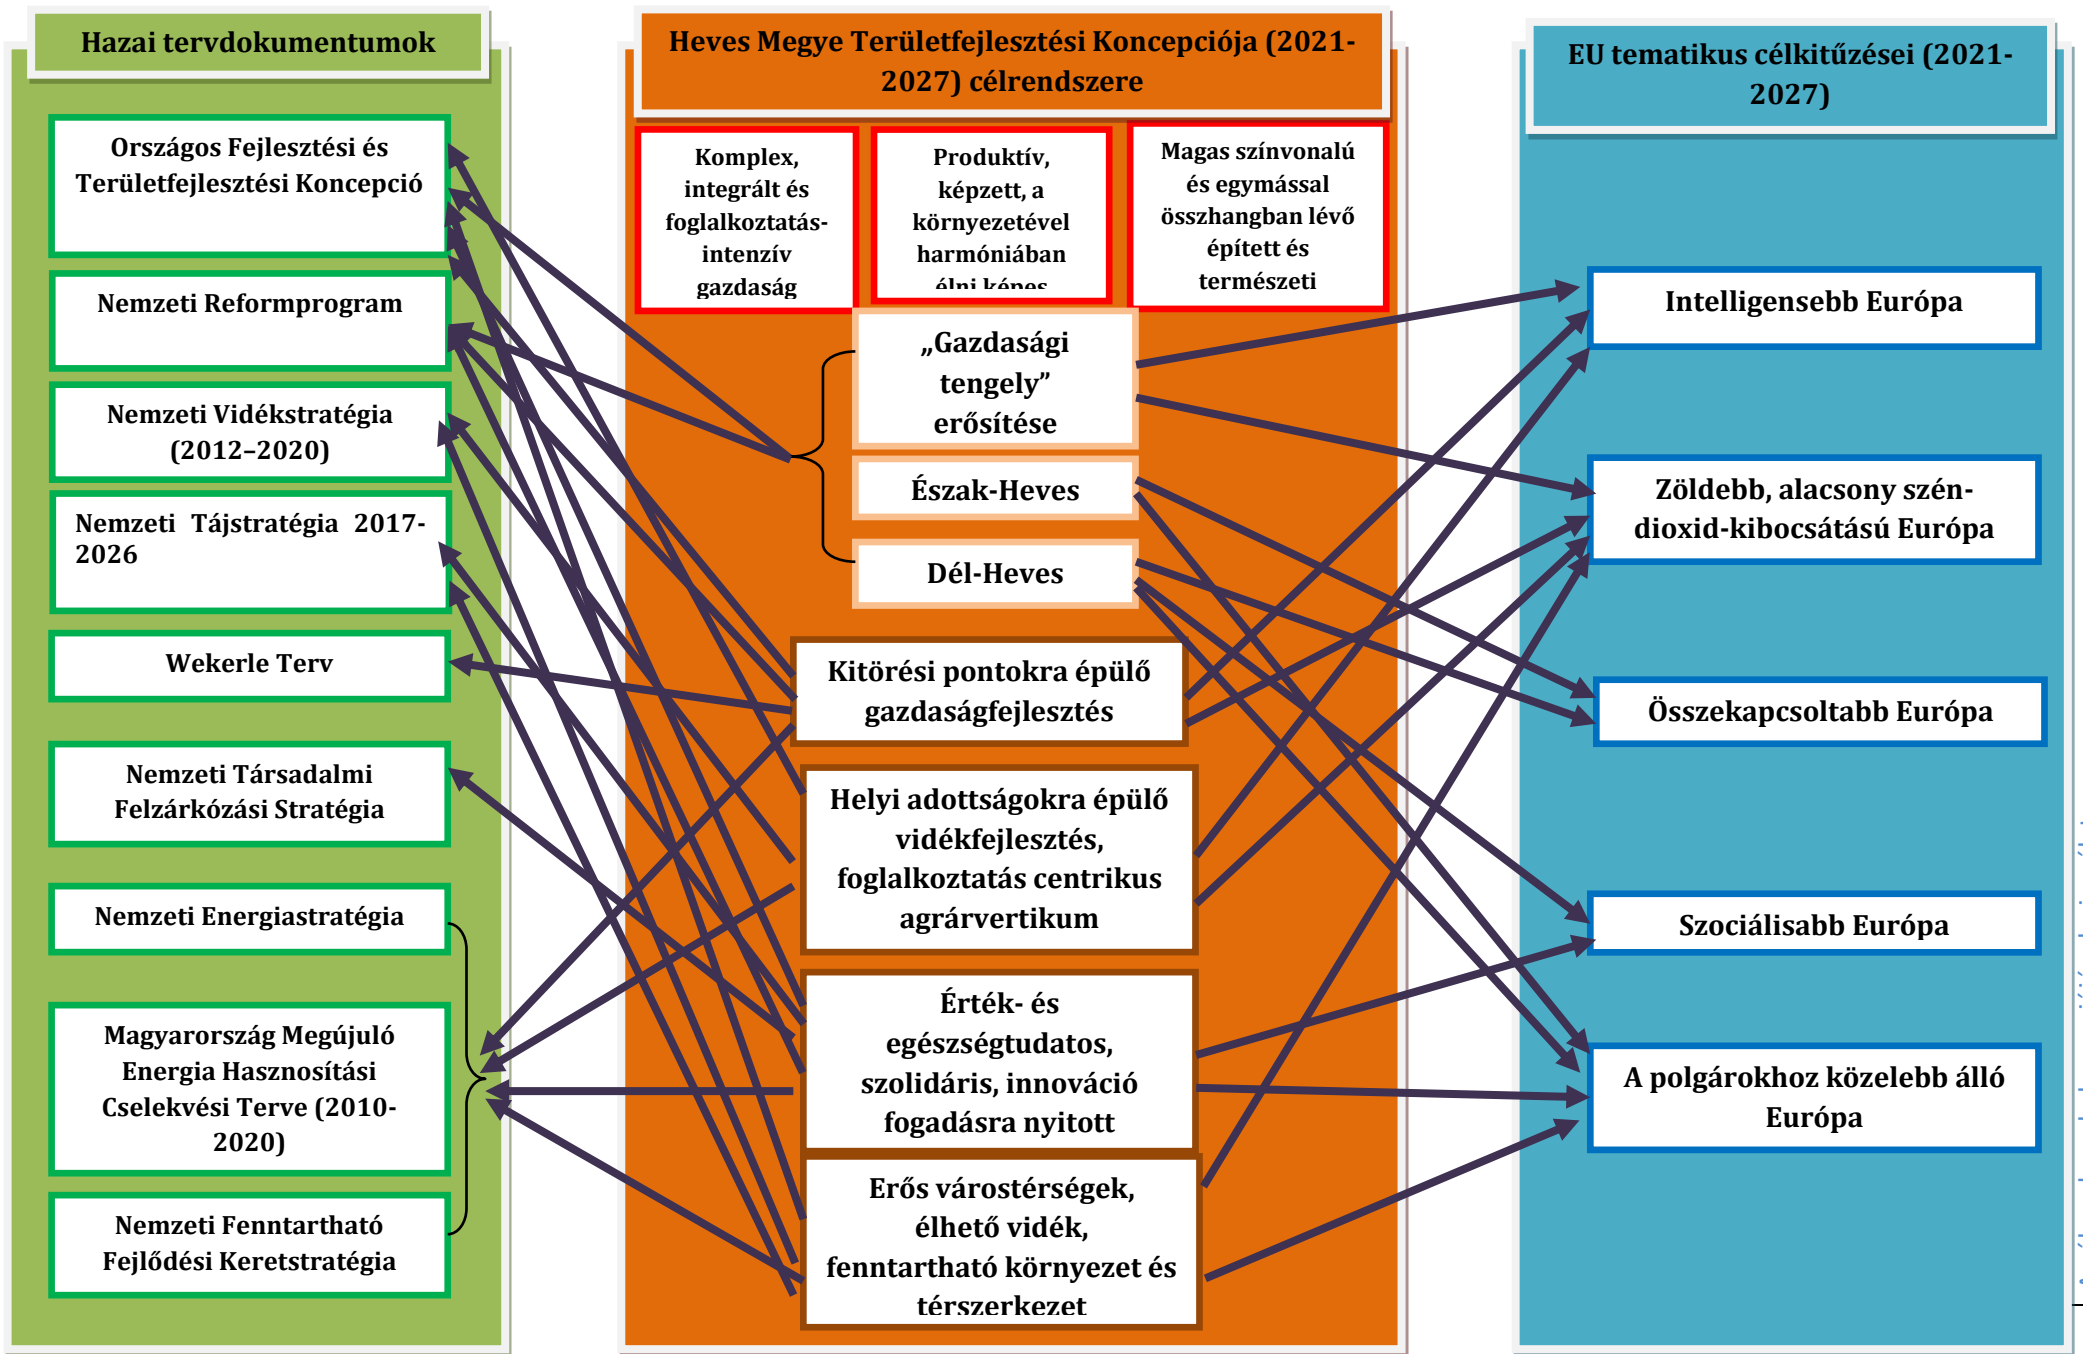 Hazai tervdokumentumok
Országos Fejlesztési és
Területfejlesztési Koncepció
Nemzeti Reformprogram
Nemzeti Vidékstratégia
(2012–2020)
Nemzeti Tájstratégia 2017-
2026
Wekerle Terv
Nemzeti Társadalmi
Felzárkózási Stratégia
Nemzeti Energiastratégia
Magyarország Megújuló
Energia Hasznosítási
Cselekvési Terve (2010-
2020)
Nemzeti Fenntartható
Fejlődési Keretstratégia
Heves Megye Területfejlesztési Koncepciója (2021-
2027) célrendszere
Komplex,
integrált és
foglalkoztatás-
intenzív
gazdaság
Produktív,
képzett, a
környezetével
harmóniában
élni képes
Magas színvonalú
és egymással
összhangban lévő
épített és
természeti
„Gazdasági
tengely”
erősítése
Észak-Heves
Dél-Heves
Kitörési pontokra épülő
gazdaságfejlesztés
Helyi adottságokra épülő
vidékfejlesztés,
foglalkoztatás centrikus
agrárvertikum
Érték- és
egészségtudatos,
szolidáris, innováció
fogadásra nyitott
Erős várostérségek,
élhető vidék,
fenntartható környezet és
térszerkezet
EU tematikus célkitűzései (2021-
2027)
Intelligensebb Európa
Zöldebb, alacsony szén-
dioxid-kibocsátású Európa
Összekapcsoltabb Európa
Szociálisabb Európa
A polgárokhoz közelebb álló
Európa